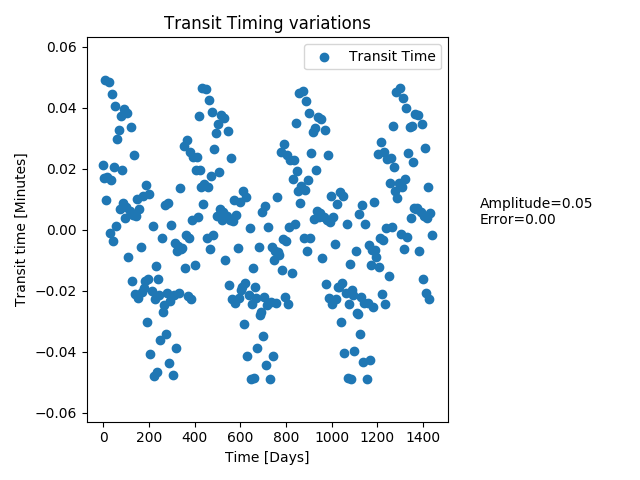 Transit Timing variations
Transit Time
Transit time [Minutes]
0.06
0.04
0.02
0.00
−0.02
−0.04
−0.06
0
200
400
600
800
1000
1200
1400
Time [Days]
Amplitude=0.05
Error=0.00